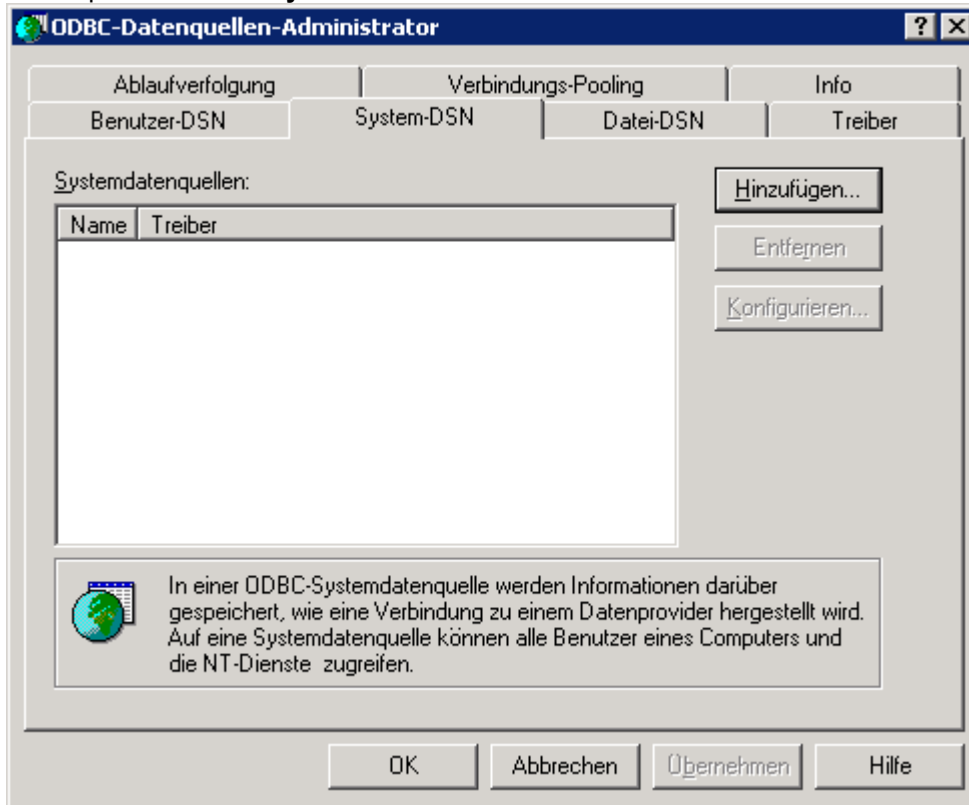 ODBC-Datenquellen-Administrator
Ablaufverfolgung Verbindungs-Pooling Info
Benutzer-DSN System-DSN Datei-DSN Treiber
Systemdatenquellen:
Hinzufügen...
Name Treiber
Entfernen
Konfigurieren...
In einer ODBC-Systemdatenquelle werden Informationen darüber
gespeichert, wie eine Verbindung zu einem Datenprovider hergestellt wird.
Auf eine Systemdatenquelle können alle Benutzer eines Computers und
die NT-Dienste zugreifen.
OK Abbrechen Übernehmen Hilfe